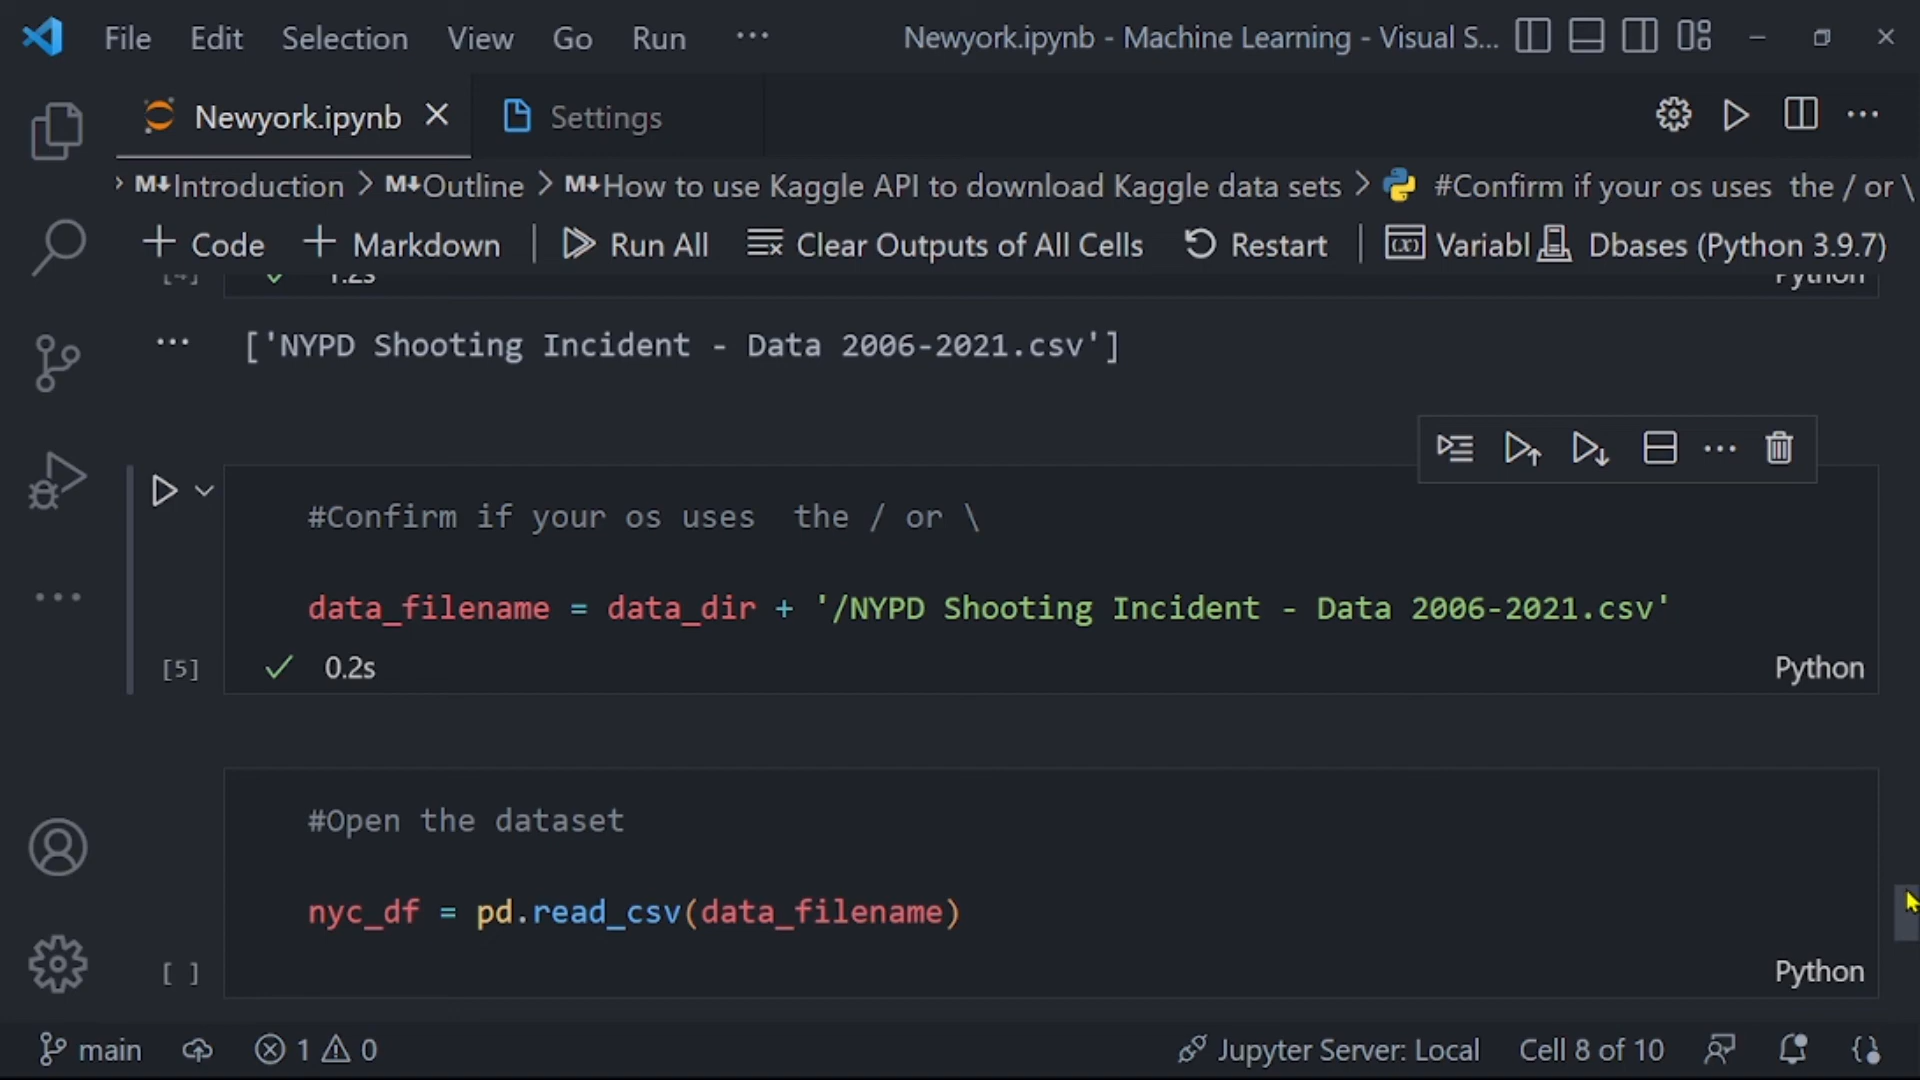 File Edit Selection View Go Run ... Newyork.ipynb - Machine Learning - Visual S...
Newyork.ipynb Settings
> M↓Introduction > M↓Outline > M↓How to use Kaggle API to download Kaggle data sets > #Confirm if your os uses  the / or \
+ Code + Markdown | Run All Clear Outputs of All Cells Restart | Variabl Dbases (Python 3.9.7)
[4] ✓ 1.2s Python
['NYPD Shooting Incident - Data 2006-2021.csv']
#Confirm if your os uses  the / or \
data_filename = data_dir + '/NYPD Shooting Incident - Data 2006-2021.csv'
[5] ✓ 0.2s Python
#Open the dataset
nyc_df = pd.read_csv(data_filename)
[ ] Python
main 1 0 Jupyter Server: Local Cell 8 of 10